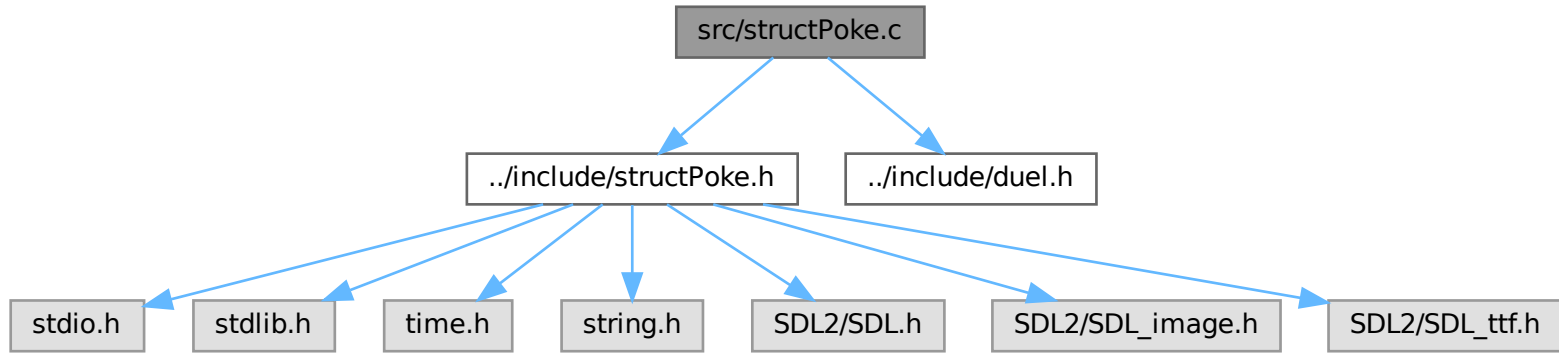 src/structPoke.c
../include/structPoke.h
../include/duel.h
stdio.h
stdlib.h
time.h
string.h
SDL2/SDL.h
SDL2/SDL_image.h
SDL2/SDL_ttf.h